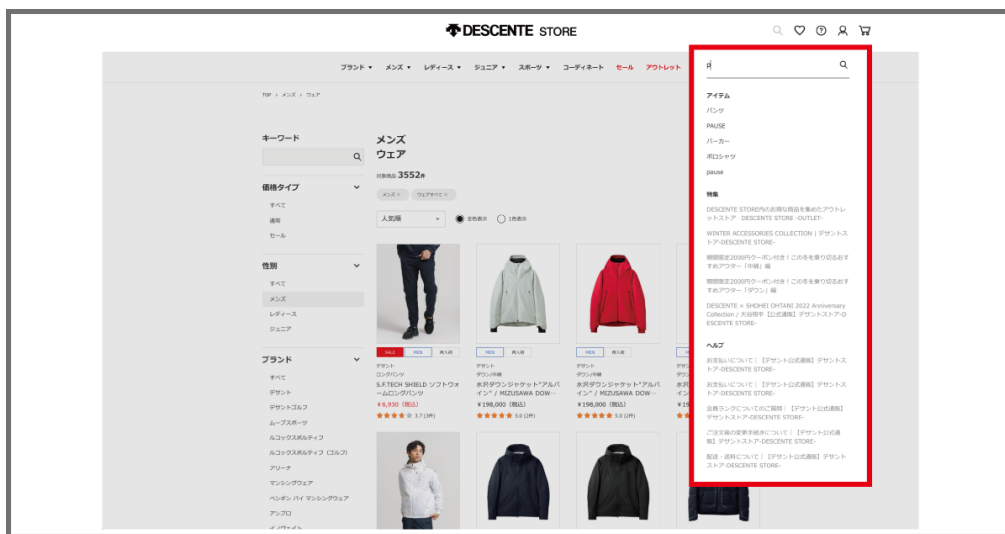 DESCENTE STORE
ブランド ▼ メンズ ▼ レディース ▼ ジュニア ▼ スポーツ ▼ コーディネート セール アウトレット
TOP › メンズ › ウェア
キーワード
価格タイプ
すべて
通常
セール
性別
すべて
メンズ
レディース
ジュニア
ブランド
すべて
デサント
デサントゴルフ
ムーブスポーツ
ルコックスポルティフ
ルコックスポルティフ（ゴルフ）
アリーナ
マンシングウェア
ペンギン バイ マンシングウェア
アンブロ
イノヴェイト
メンズ
ウェア
対象商品 3552件
メンズ × ウェアすべて ×
人気順 全色表示 1色表示
SALE MENS 再入荷
デサント
ロングパンツ
S.F.TECH SHIELD ソフトウォ
ームロングパンツ
￥6,930（税込）
3.7 (3件)
MENS 再入荷
デサント
ダウン/中綿
水沢ダウンジャケット"アルパ
イン" / MIZUSAWA DOW…
￥198,000（税込）
5.0 (2件)
MENS 再入荷
デサント
ダウン/中綿
水沢ダウンジャケット"アルパ
イン" / MIZUSAWA DOW…
￥198,000（税込）
5.0 (2件)
p
アイテム
パンツ
PAUSE
パーカー
ポロシャツ
pause
特集
DESCENTE STORE内のお得な商品を集めたアウトレ
ットストア DESCENTE STORE -OUTLET-
WINTER ACCESSORIES COLLECTION | デサントス
トア-DESCENTE STORE-
期間限定2000円クーポン付き！この冬を乗り切るおす
すめアウター「中綿」編
期間限定2000円クーポン付き！この冬を乗り切るおす
すめアウター「ダウン」編
DESCENTE × SHOHEI OHTANI 2022 Anniversary
Collection / 大谷翔平【公式通販】デサントストア-D
ESCENTE STORE-
ヘルプ
お支払いについて｜【デサント公式通販】デサントス
トア-DESCENTE STORE-
お支払いについて｜【デサント公式通販】デサントス
トア-DESCENTE STORE-
会員ランクについてのご質問｜【デサント公式通販】
デサントストア-DESCENTE STORE-
ご注文後の変更手続きについて｜【デサント公式通
販】デサントストア-DESCENTE STORE-
配送・送料について｜【デサント公式通販】デサント
ストア-DESCENTE STORE-